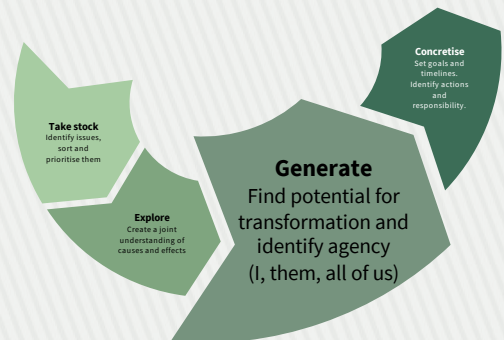 Take stock
Identify issues,
sort and
prioritise them
Explore
Create a joint
understanding of
causes and effects
Generate
Find potential for
transformation and
identify agency
(I, them, all of us)
Concretise
Set goals and
timelines.
Identify actions
and
responsibility.